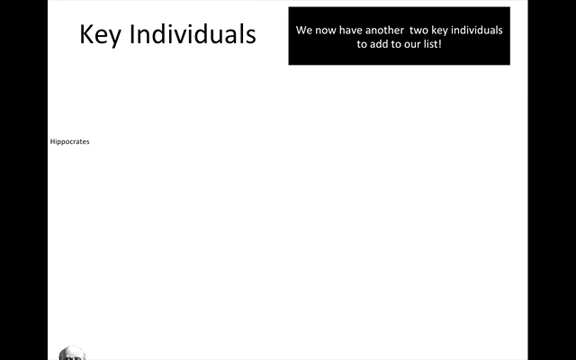 Key Individuals
We now have another two key individuals
to add to our list!
Hippocrates